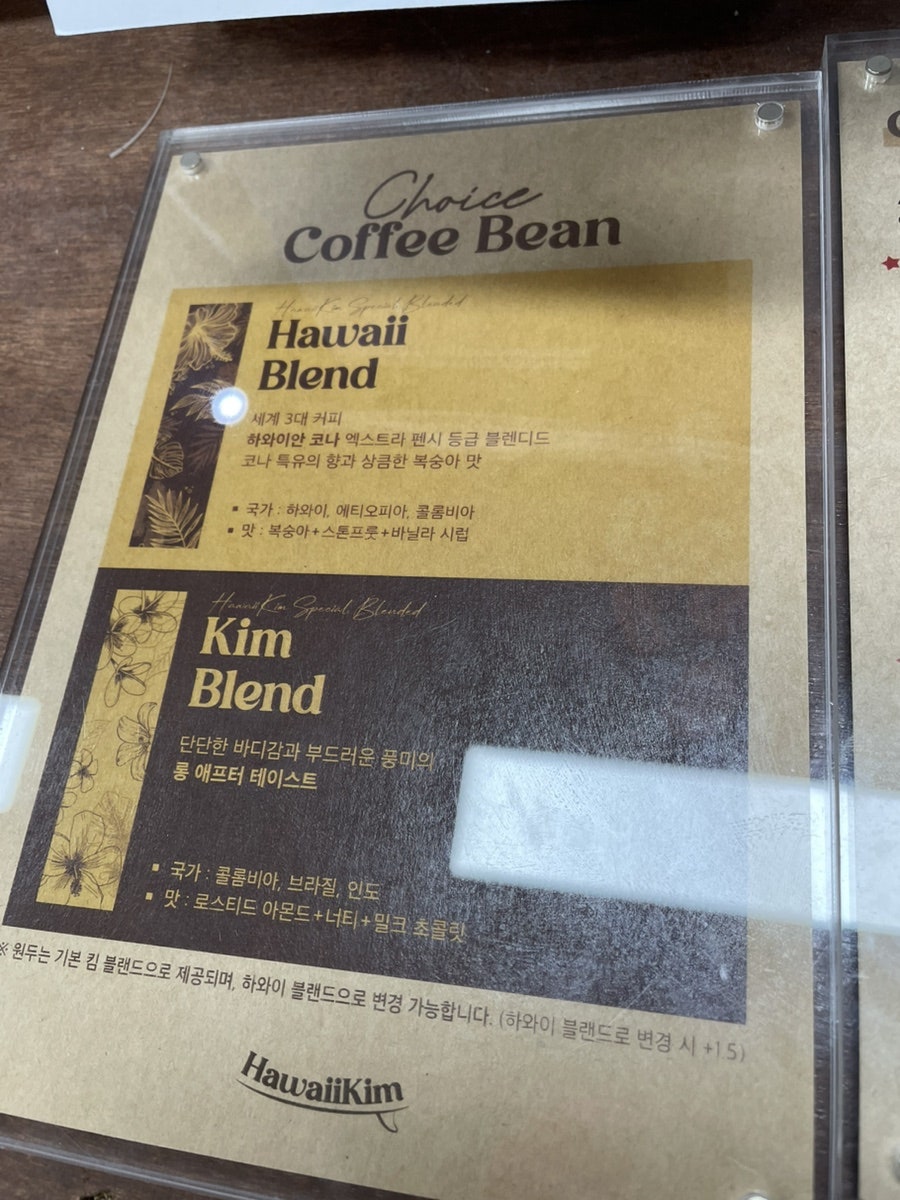 Choice
Coffee Bean
HawaiiKim Special Blended
Hawaii
Blend
세계 3대 커피
하와이안 코나 엑스트라 펜시 등급 블렌디드
코나 특유의 향과 상큼한 복숭아 맛
▪ 국가 : 하와이, 에티오피아, 콜롬비아
▪ 맛 : 복숭아+스톤프룻+바닐라 시럽
HawaiiKim Special Blended
Kim
Blend
단단한 바디감과 부드러운 풍미의
롱 애프터 테이스트
▪ 국가 : 콜롬비아, 브라질, 인도
▪ 맛 : 로스티드 아몬드+너티+밀크 초콜릿
※ 원두는 기본 킴 블랜드으로 제공되며, 하와이 블랜드으로 변경 가능합니다. (하와이 블랜드로 변경 시 +1.5)
HawaiiKim